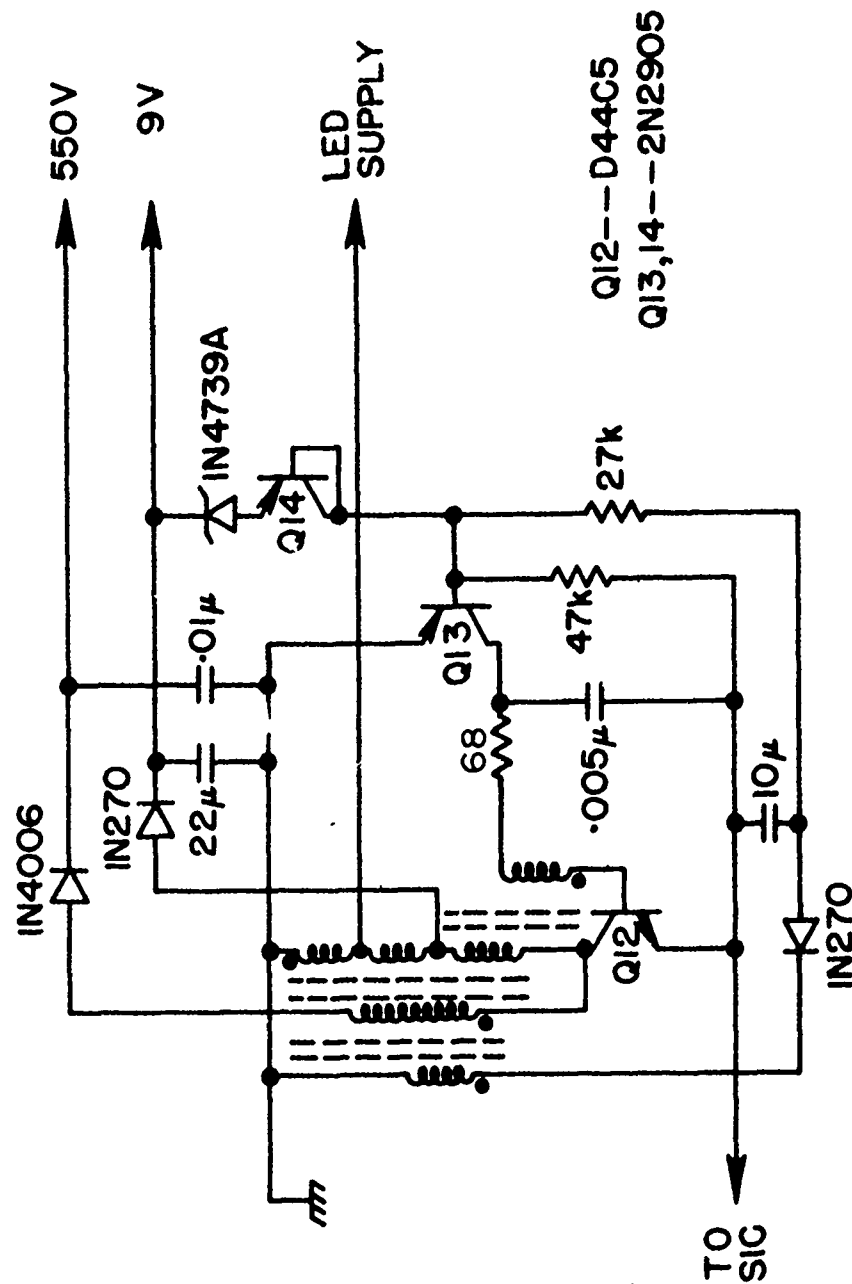 550V
9V
LED
SUPPLY
Q12--D44C5
Q13,14--2N2905
IN4739A
Q14
27k
.01μ
47k
Q13
IN4006
IN270
22μ
68
.005μ
10μ
Q12
IN270
TO
SIC